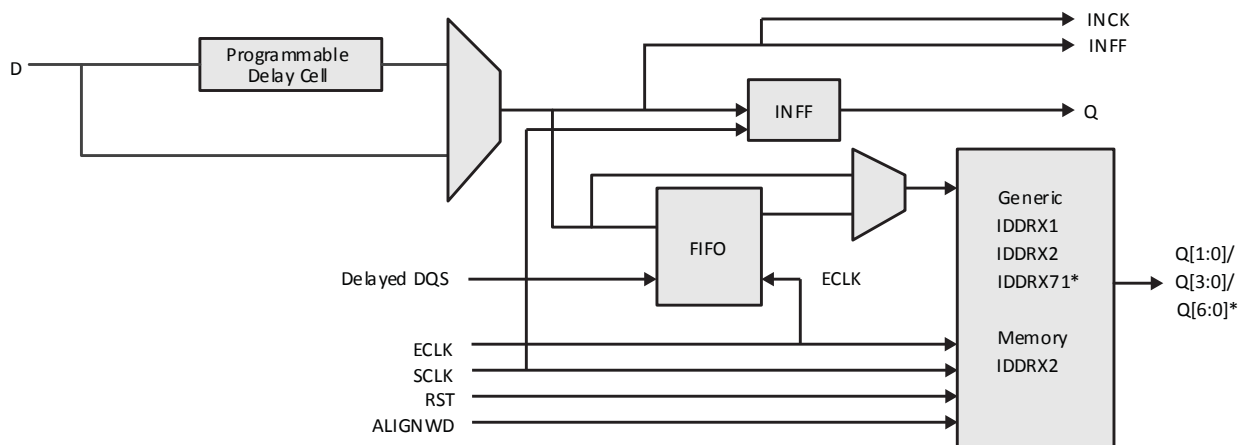 INCK
INFF
D
Programmable
Delay Cell
INFF
Q
Generic
IDDRX1
IDDRX2
IDDRX71*
Memory
IDDRX2
FIFO
Delayed DQS
ECLK
Q[1:0]/
Q[3:0]/
Q[6:0]*
ECLK
SCLK
RST
ALIGNWD